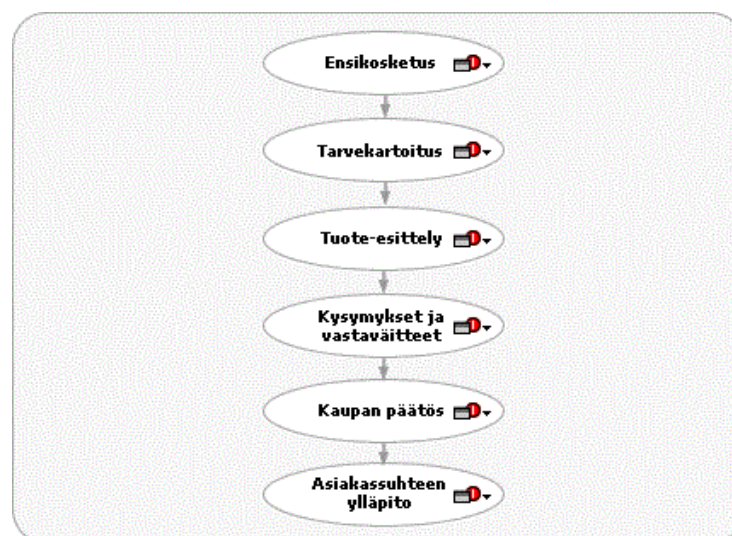 Ensikosketus
Tarvekartoitus
Tuote-esittely
Kysymykset ja
vastaväitteet
Kaupan päätös
Asiakassuhteen
ylläpito